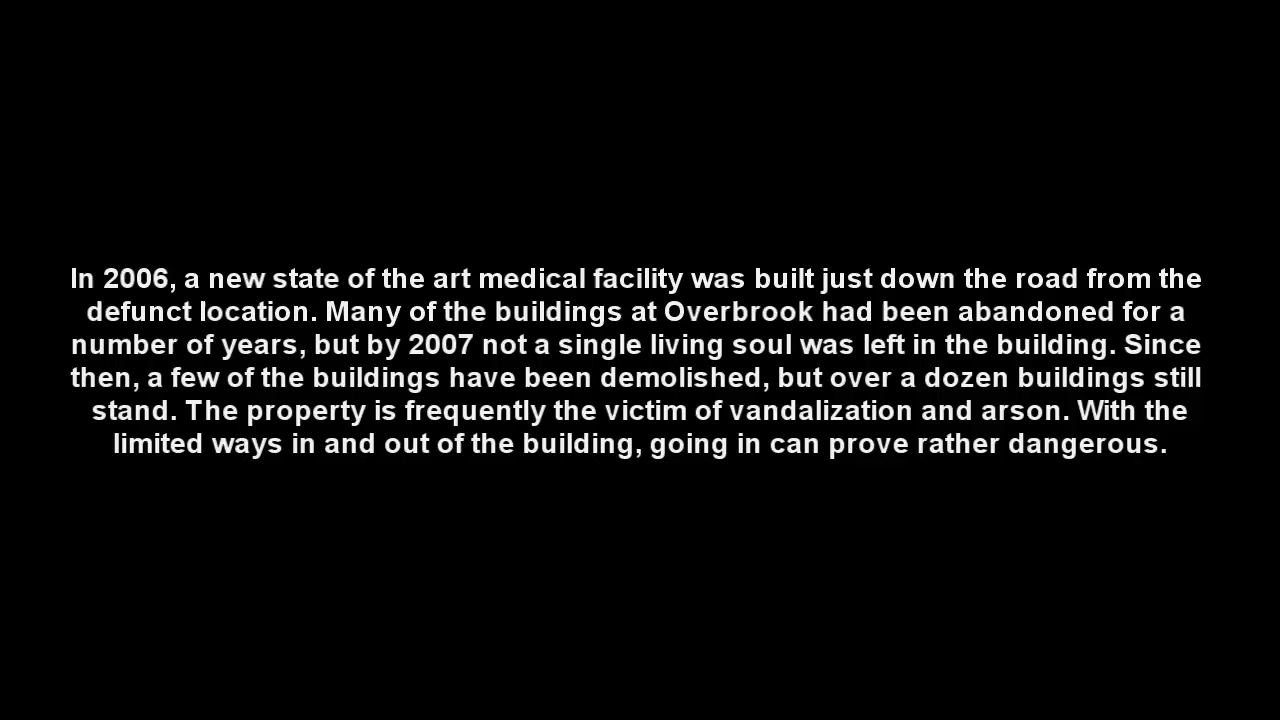 In 2006, a new state of the art medical facility was built just down the road from the
defunct location. Many of the buildings at Overbrook had been abandoned for a
number of years, but by 2007 not a single living soul was left in the building. Since
then, a few of the buildings have been demolished, but over a dozen buildings still
stand. The property is frequently the victim of vandalization and arson. With the
limited ways in and out of the building, going in can prove rather dangerous.